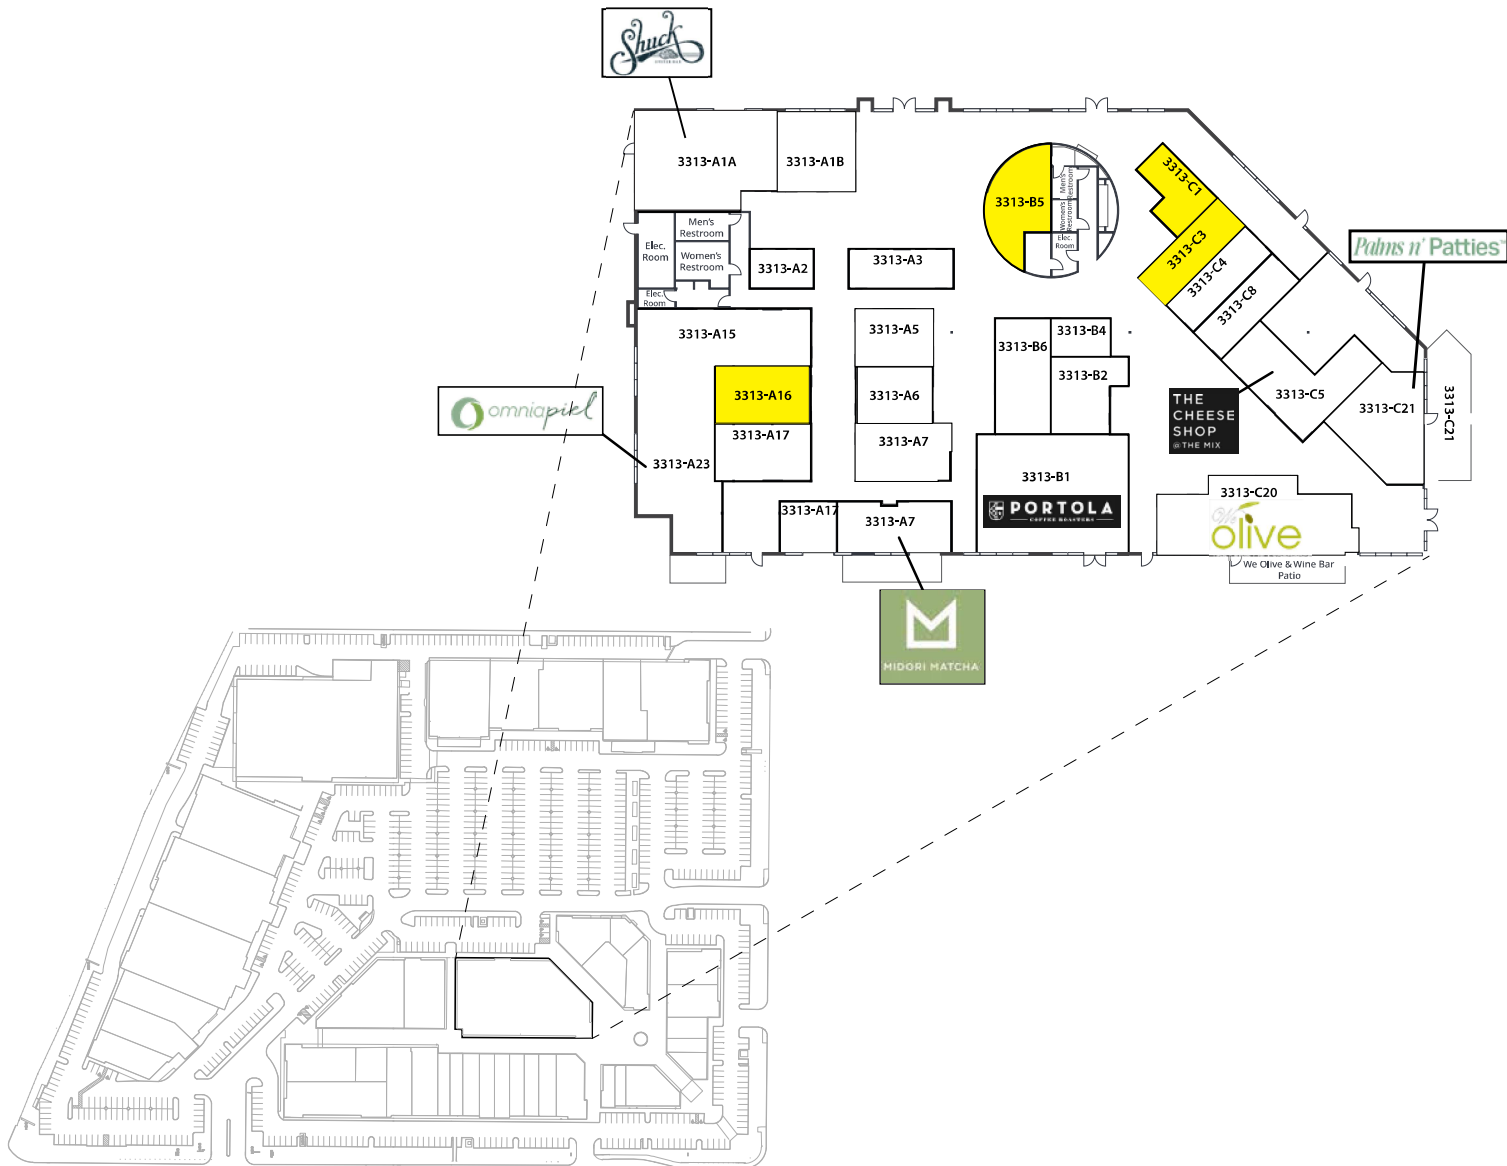 Shuck
OYSTER BAR
3313-A1A
3313-A1B
3313-B5
Men's
Restroom
Women's
Restroom
Elec.
Room
3313-C1
3313-C3
3313-C4
3313-C8
Palms n' Patties
Men's
Restroom
Elec.
Room
Women's
Restroom
Elec.
Room
3313-A2
3313-A3
3313-A15
3313-A5
3313-B6
3313-B4
3313-B2
3313-A16
3313-A6
3313-C5
3313-C21
3313-C21
omniapiel
THE
CHEESE
SHOP
@ THE MIX
3313-A17
3313-A7
3313-A23
3313-B1
PORTOLA
COFFEE ROASTERS
3313-C20
We
olive
3313-A17
3313-A7
We Olive & Wine Bar
Patio
MIDORI MATCHA